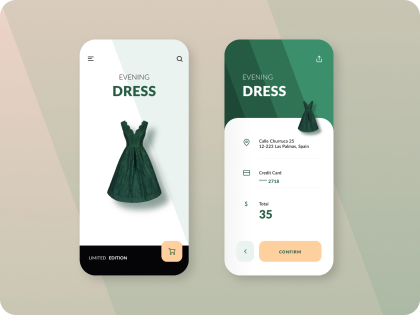 EVENING
DRESS
LIMITED EDITION
EVENING
DRESS
Calle Churruca 25
12-223 Las Palmas, Spain
Credit Card
**** 2718
$
Total
35
CONFIRM